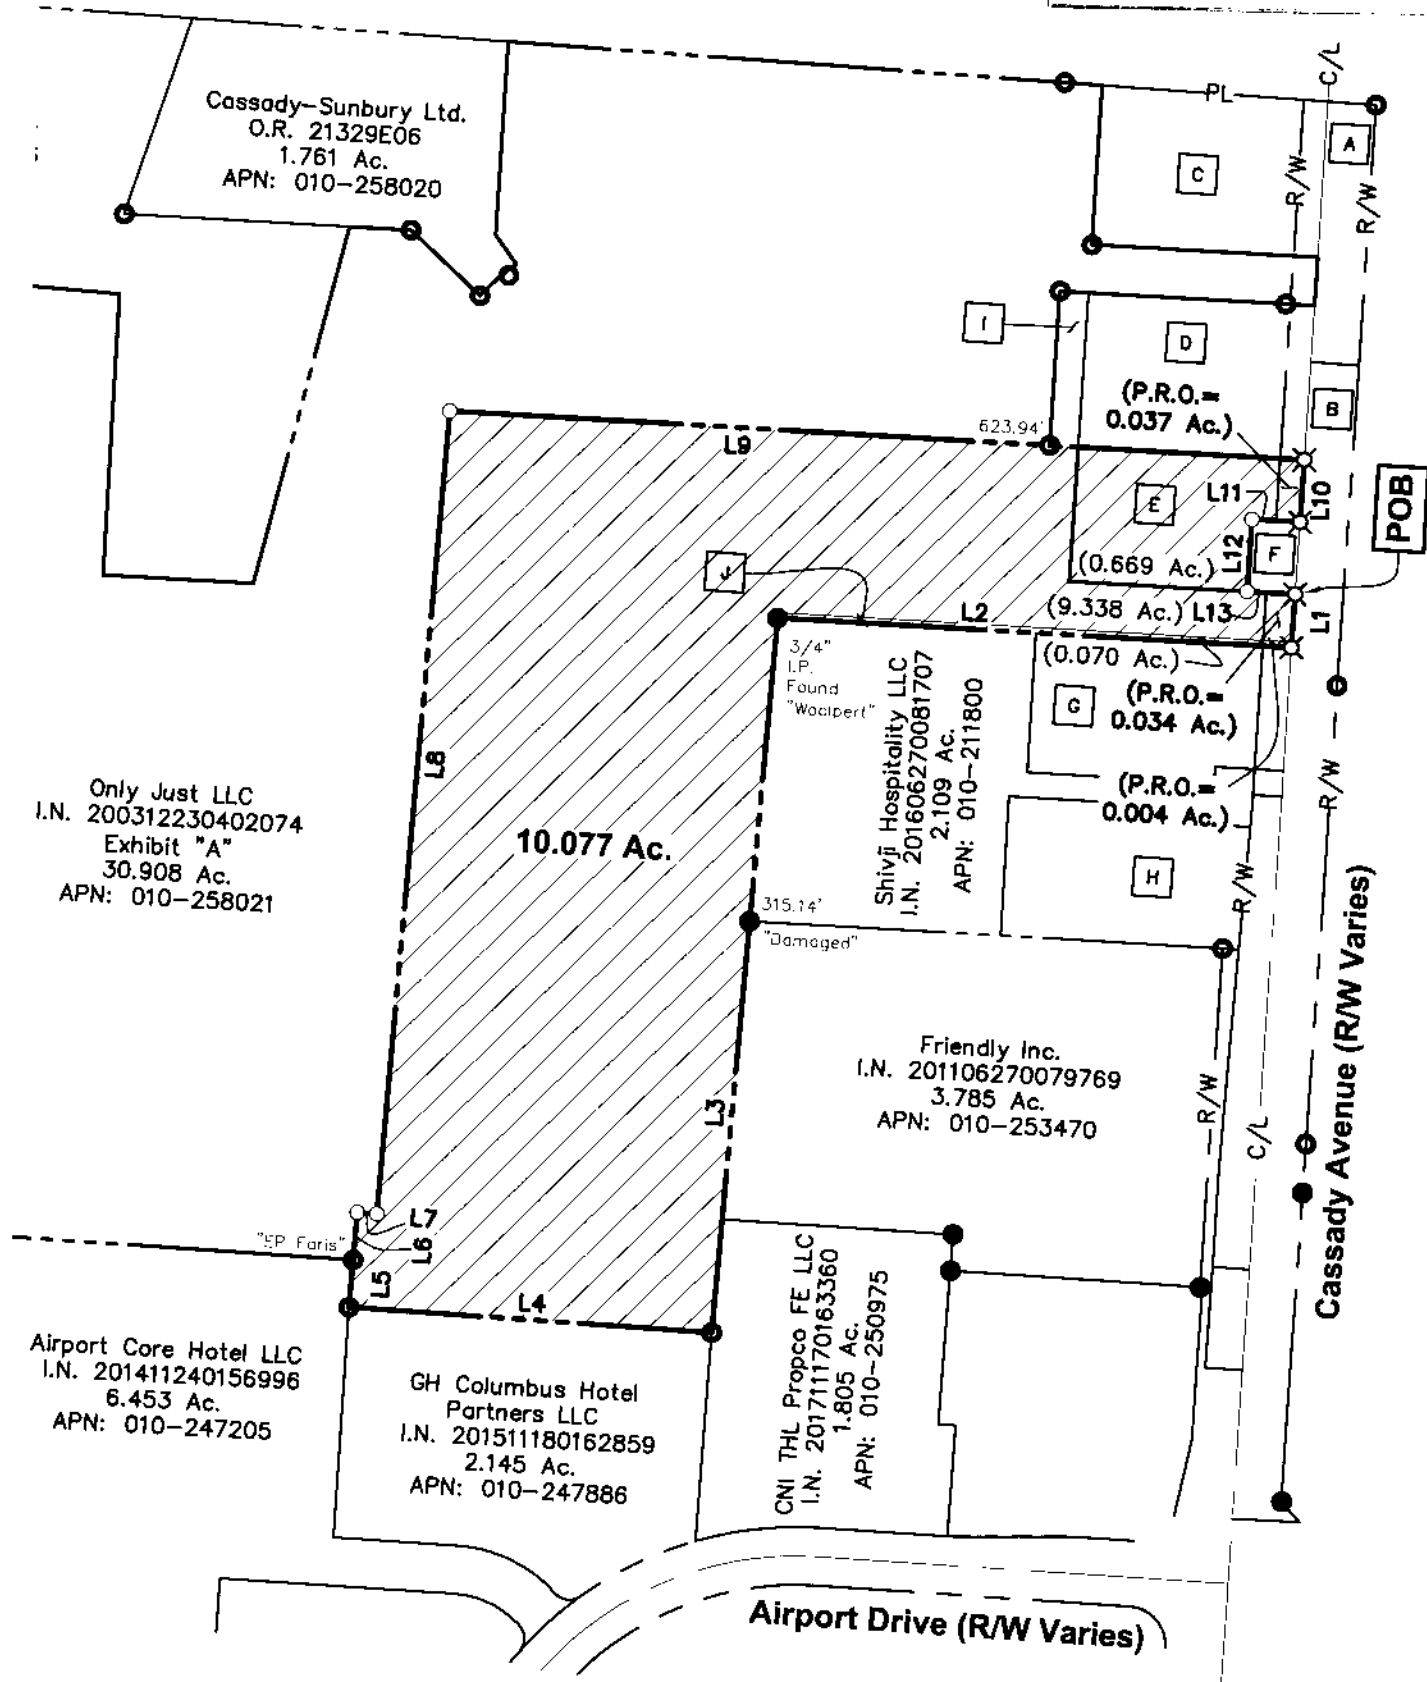 Cassady-Sunbury Ltd.
O.R. 21329E06
1.761 Ac.
APN: 010-258020
PL
C/L
A
R/W
R/W
C
I
D
B
(P.R.O.=
0.037 Ac.)
623.94'
L9
E
L11
L10
POB
L12
F
J
(0.669 Ac.)
(9.338 Ac.)
L13
L2
L1
3/4"
I.P.
Found
"Woolpert"
(0.070 Ac.)
G
(P.R.O.=
0.034 Ac.)
Shivji Hospitality LLC
I.N. 201606270081707
2.109 Ac.
APN: 010-211800
L8
R/W
(P.R.O.=
0.004 Ac.)
Only Just LLC
I.N. 200312230402074
Exhibit "A"
30.908 Ac.
APN: 010-258021
10.077 Ac.
H
R/W
315.14'
"Damaged"
Cassady Avenue (R/W Varies)
Friendly Inc.
I.N. 201106270079769
3.785 Ac.
APN: 010-253470
L3
R/W
C/L
L7
L6
"EP Faris"
L5
L4
Airport Core Hotel LLC
I.N. 201411240156996
6.453 Ac.
APN: 010-247205
GH Columbus Hotel
Partners LLC
I.N. 201511180162859
2.145 Ac.
APN: 010-247886
CNI THL Propco FE LLC
I.N. 201711170163360
1.805 Ac.
APN: 010-250975
Airport Drive (R/W Varies)